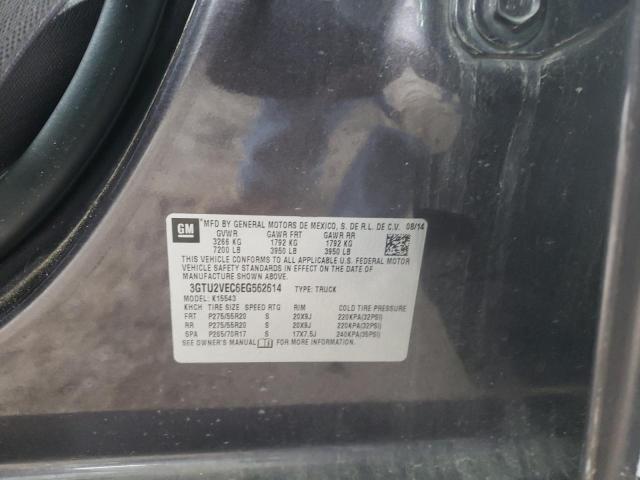 GM
MFD BY GENERAL MOTORS DE MEXICO, S. DE R.L. DE C.V. 08/14
GVWR GAWR FRT GAWR RR
3266 KG 1792 KG 1792 KG
7200 LB 3950 LB 3950 LB
THIS VEHICLE CONFORMS TO ALL APPLICABLE U.S. FEDERAL MOTOR
VEHICLE SAFETY STANDARDS IN EFFECT ON THE DATE OF
MANUFACTURE SHOWN ABOVE.
3GTU2VEC6EG562614 TYPE: TRUCK
MODEL: K15543
KHCH TIRE SIZE SPEED RTG RIM COLD TIRE PRESSURE
FRT P275/55R20 S 20X9J 220KPA(32PSI)
RR P275/55R20 S 20X9J 220KPA(32PSI)
SPA P265/70R17 S 17X7.5J 240KPA(35PSI)
SEE OWNER'S MANUAL FOR MORE INFORMATION.